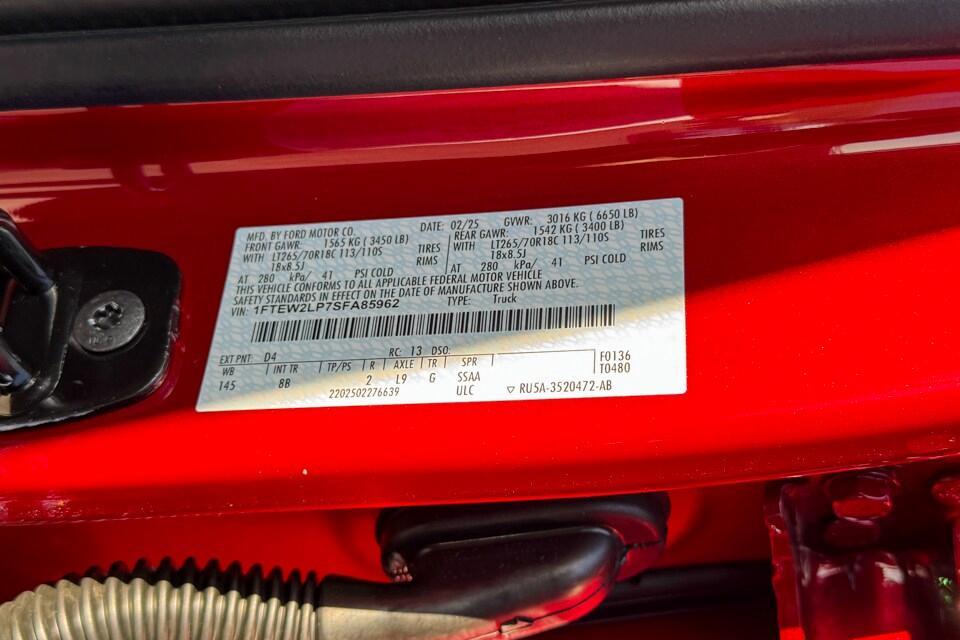 MFD. BY FORD MOTOR CO. DATE: 02/25 GVWR: 3016 KG ( 6650 LB)
FRONT GAWR: 1565 KG ( 3450 LB) REAR GAWR: 1542 KG ( 3400 LB)
WITH LT265/70R18C 113/110S TIRES WITH LT265/70R18C 113/110S TIRES
18x8.5J RIMS 18x8.5J RIMS
AT 280 kPa/ 41 PSI COLD AT 280 kPa/ 41 PSI COLD
THIS VEHICLE CONFORMS TO ALL APPLICABLE FEDERAL MOTOR VEHICLE
SAFETY STANDARDS IN EFFECT ON THE DATE OF MANUFACTURE SHOWN ABOVE.
VIN: 1FTEW2LP7SFA85962 TYPE: Truck
EXT PNT: D4 RC: 13 DSO: F0136
WB INT TR TP/PS R AXLE TR SPR T0480
145 8B 2 L9 G SSAA
2202502276639 ULC RU5A-3520472-AB